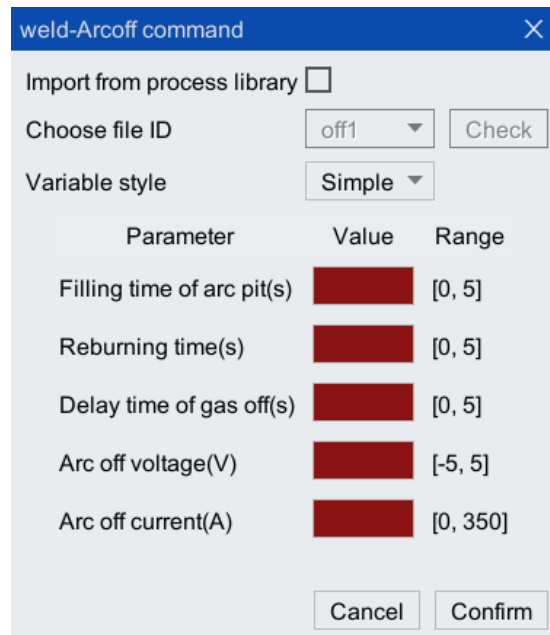 weld-Arcoff command
Import from process library
Choose file ID off1 Check
Variable style Simple
Parameter Value Range
Filling time of arc pit(s) [0, 5]
Reburning time(s) [0, 5]
Delay time of gas off(s) [0, 5]
Arc off voltage(V) [-5, 5]
Arc off current(A) [0, 350]
Cancel Confirm